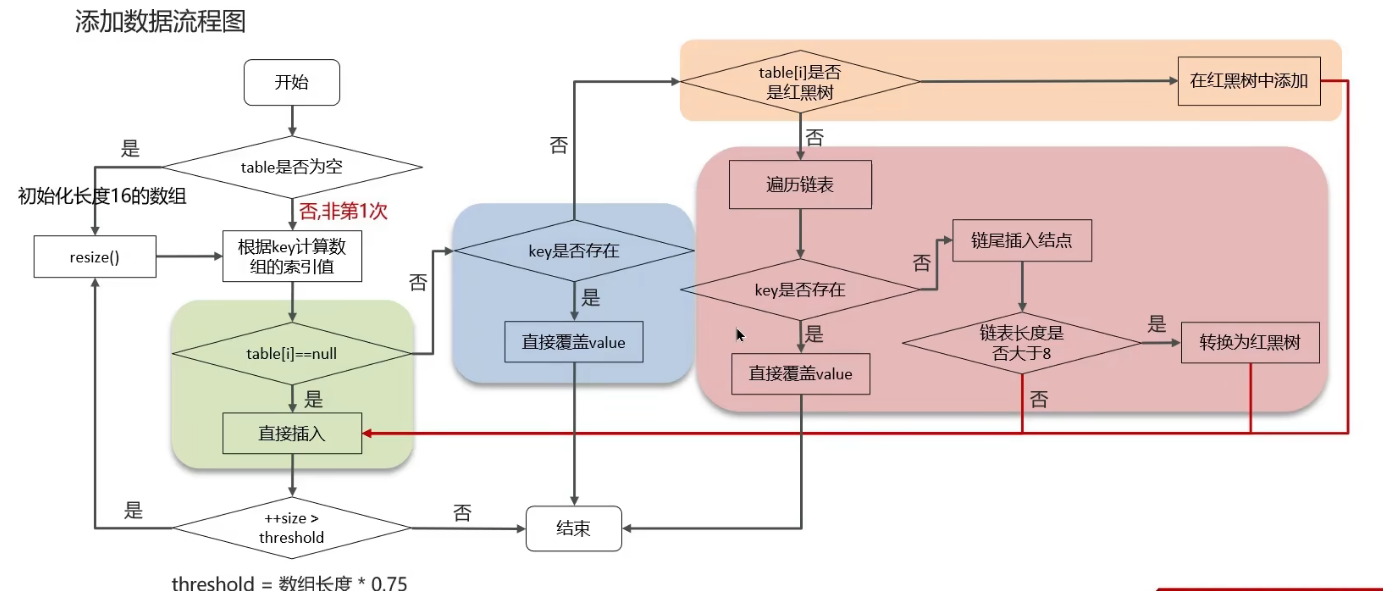 添加数据流程图
开始
table是否为空
是
初始化长度16的数组
否,非第1次
resize()
根据key计算数
组的索引值
table[i]==null
否
是
直接插入
++size >
threshold
是
否
threshold = 数组长度 * 0.75
key是否存在
否
是
直接覆盖value
结束
table[i]是否
是红黑树
在红黑树中添加
否
遍历链表
key是否存在
否
是
直接覆盖value
链尾插入结点
链表长度是
否大于8
是
转换为红黑树
否